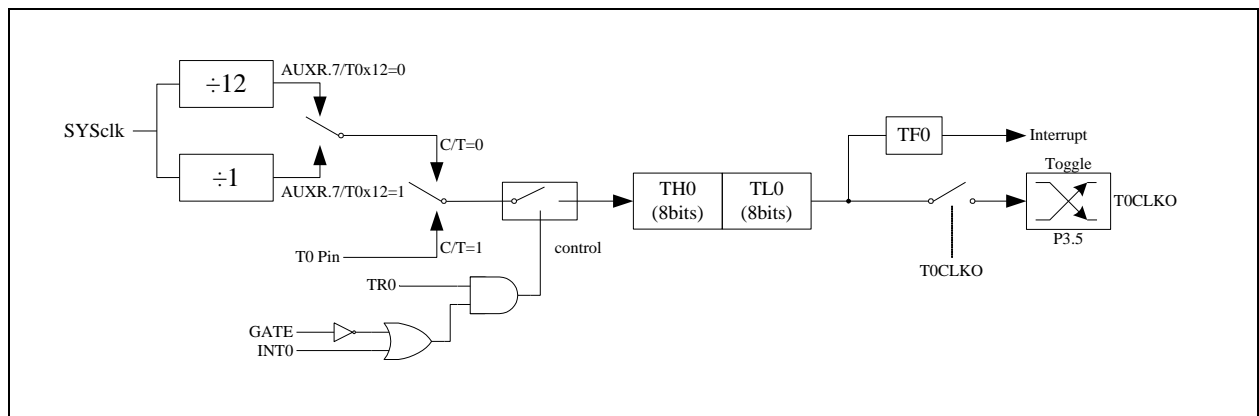 ÷12
AUXR.7/T0x12=0
SYSclk
÷1
AUXR.7/T0x12=1
C/T=0
C/T=1
T0 Pin
control
TR0
GATE
INT0
TH0
(8bits)
TL0
(8bits)
TF0
Interrupt
Toggle
T0CLKO
P3.5
T0CLKO